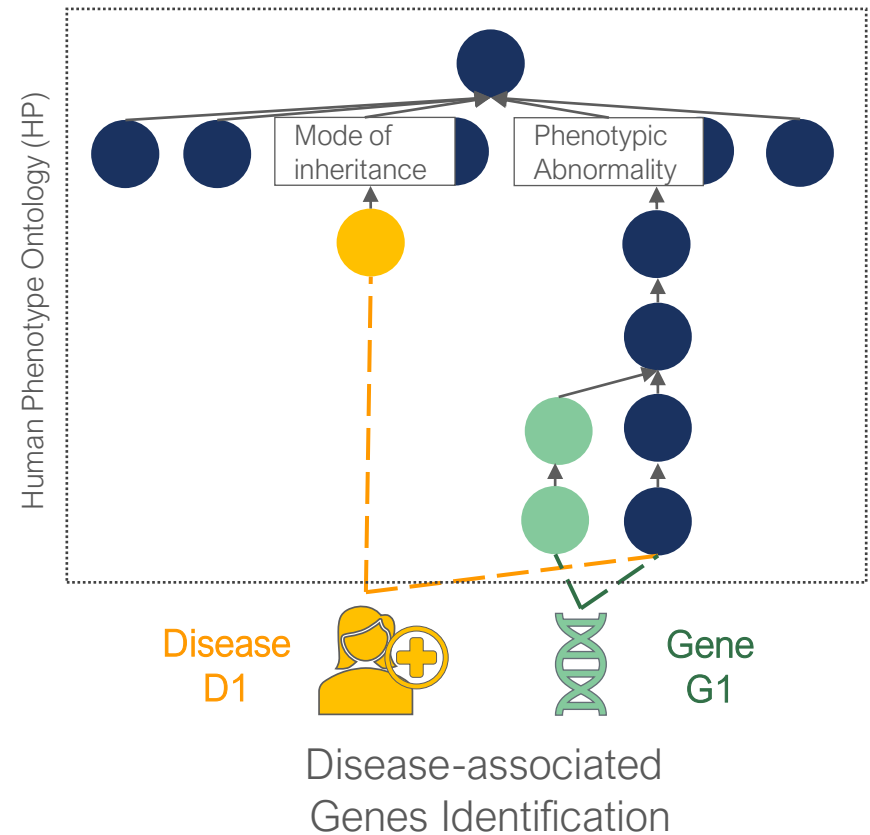 Human Phenotype Ontology (HP)
Mode of
inheritance
Phenotypic
Abnormality
Disease
D1
Gene
G1
Disease-associated
Genes Identification